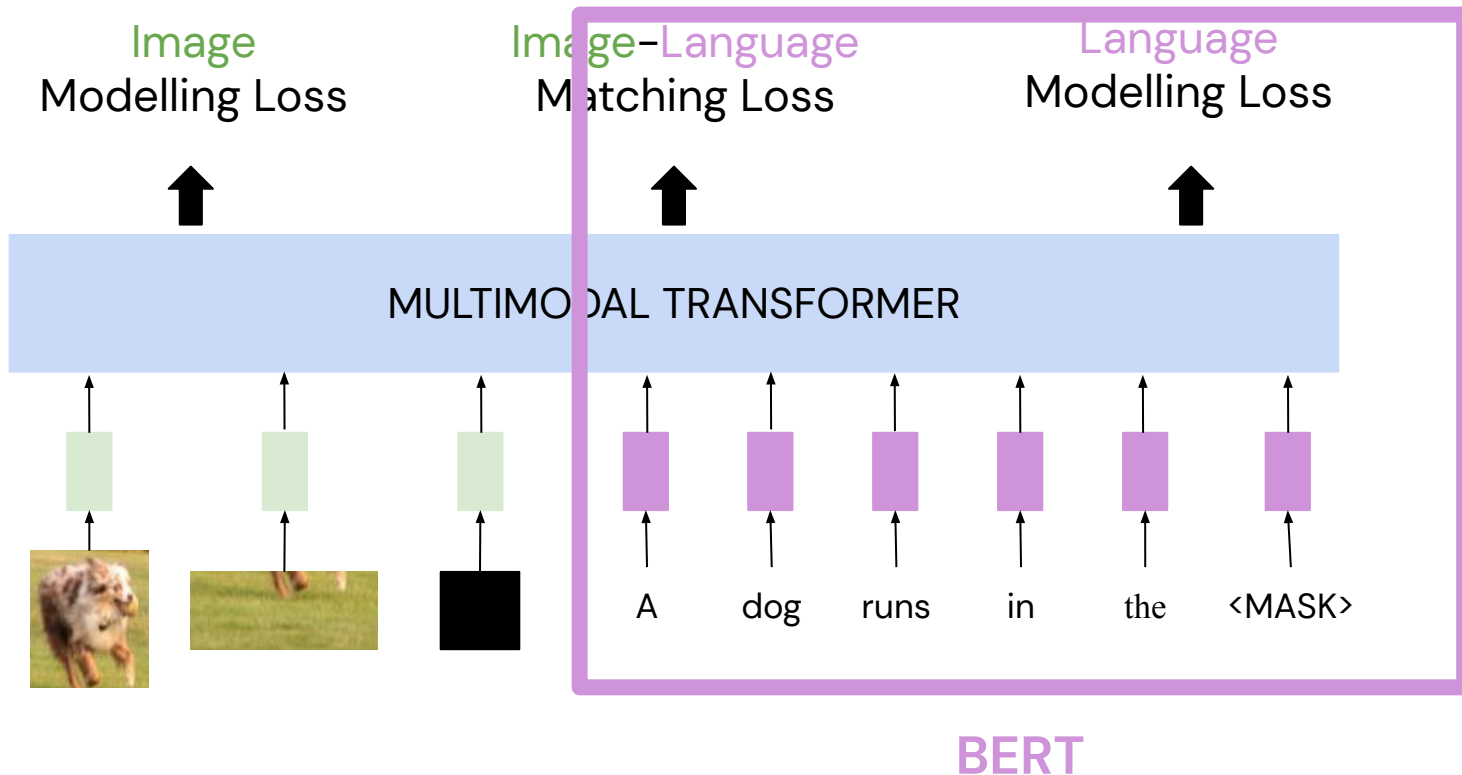 Image
Modelling Loss
Image-Language
Matching Loss
Language
Modelling Loss
MULTIMODAL TRANSFORMER
A dog runs in the <MASK>
BERT